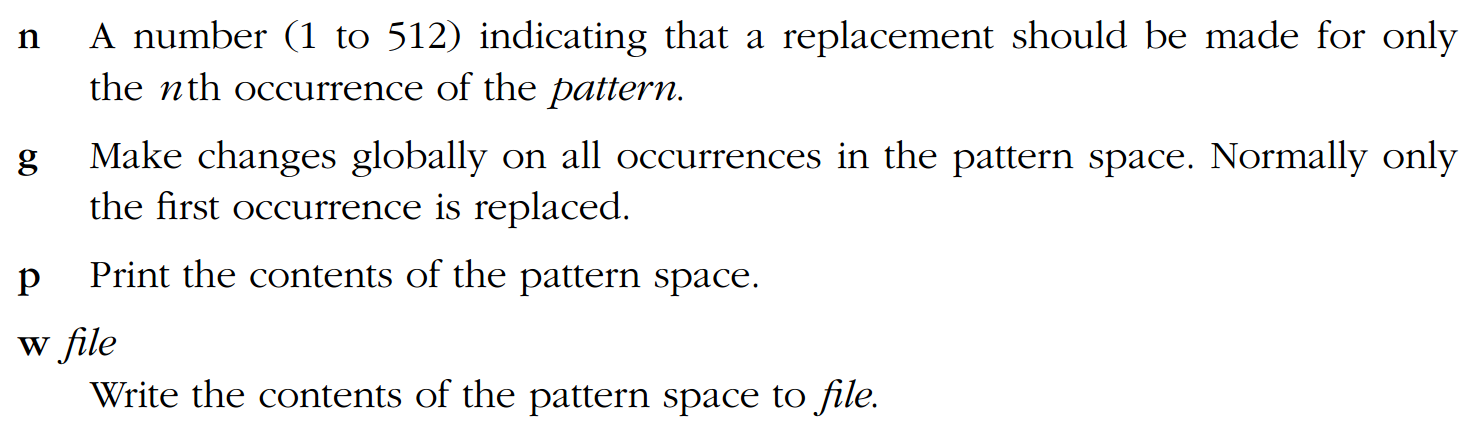 n A number (1 to 512) indicating that a replacement should be made for only
the nth occurrence of the pattern.
g Make changes globally on all occurrences in the pattern space. Normally only
the first occurrence is replaced.
p Print the contents of the pattern space.
w file
Write the contents of the pattern space to file.